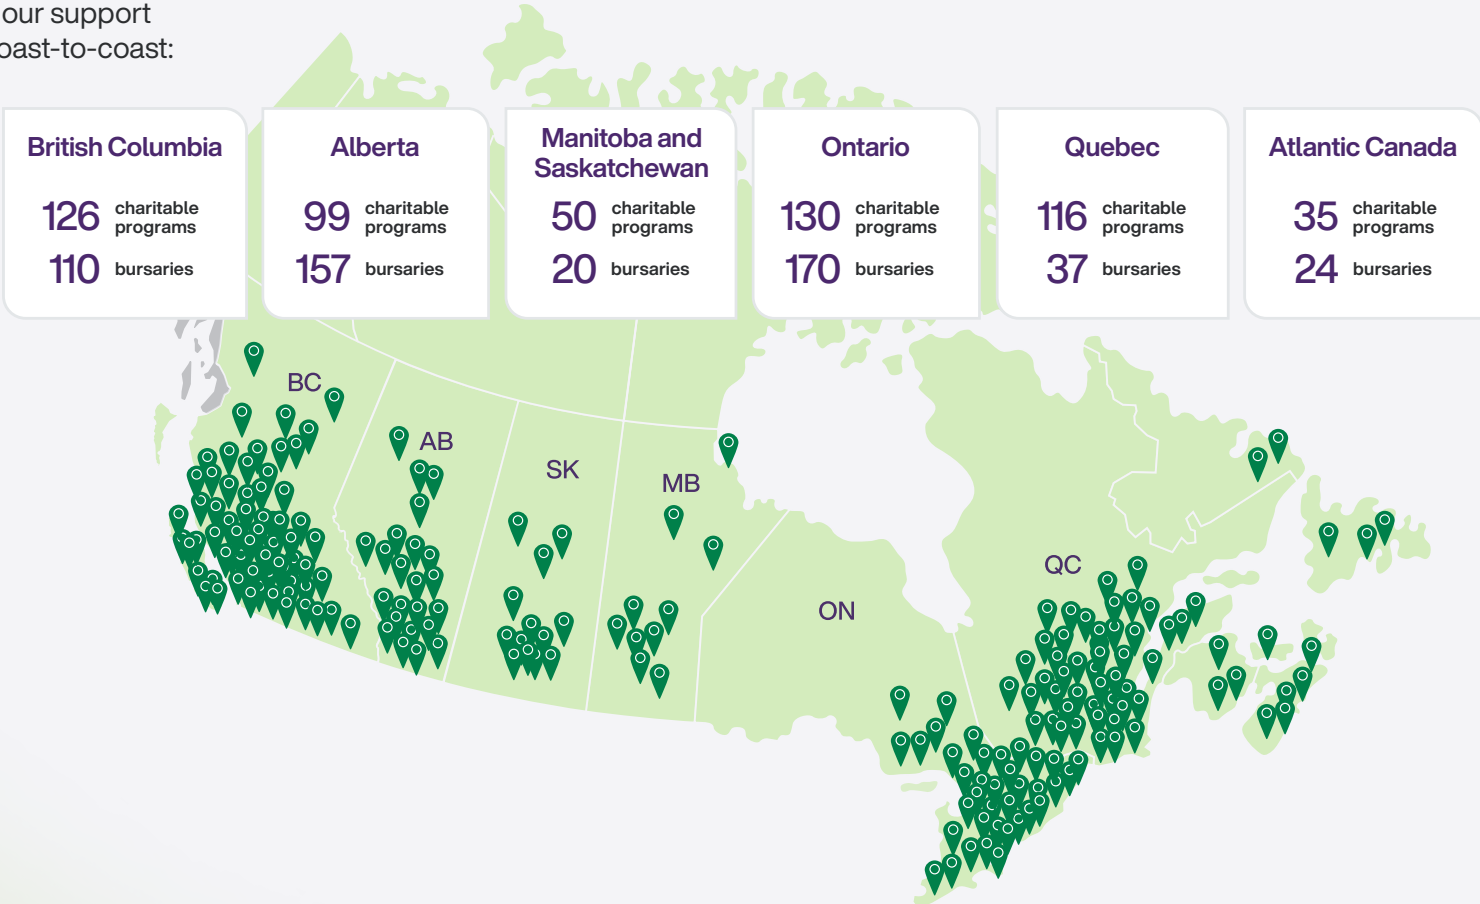 our support
oast-to-coast:
British Columbia
126 charitable
programs
110 bursaries
Alberta
99 charitable
programs
157 bursaries
Manitoba and
Saskatchewan
50 charitable
programs
20 bursaries
Ontario
130 charitable
programs
170 bursaries
Quebec
116 charitable
programs
37 bursaries
Atlantic Canada
35 charitable
programs
24 bursaries
BC
AB
SK
MB
ON
QC